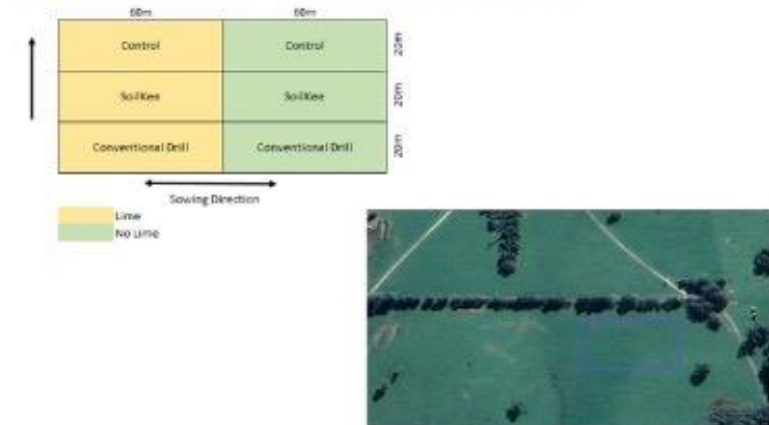 60m 60m
Control Control 20m
SoilKee SoilKee 20m
Conventional Drill Conventional Drill 20m
Sowing Direction
Lime
No Lime